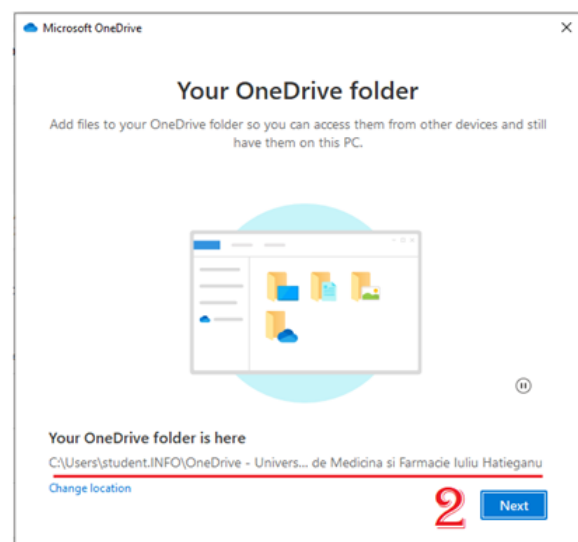 Microsoft OneDrive
Your OneDrive folder
Add files to your OneDrive folder so you can access them from other devices and still
have them on this PC.
Your OneDrive folder is here
C:\Users\student.INFO\OneDrive - Univers... de Medicina si Farmacie Iuliu Hatieganu
Change location
2
Next